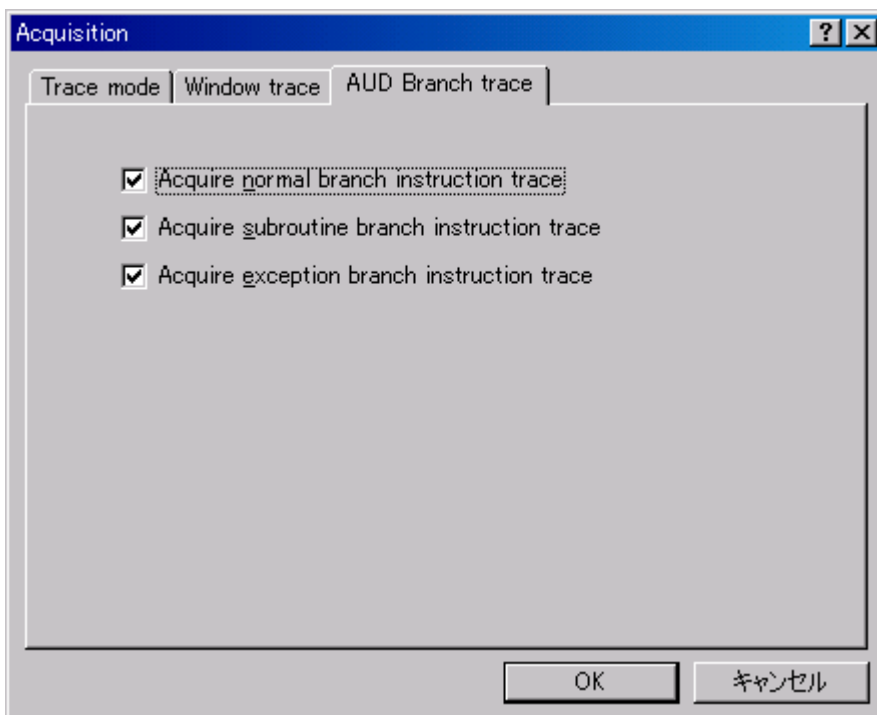 Acquisition
Trace mode Window trace AUD Branch trace
Acquire normal branch instruction trace
Acquire subroutine branch instruction trace
Acquire exception branch instruction trace
OK キャンセル